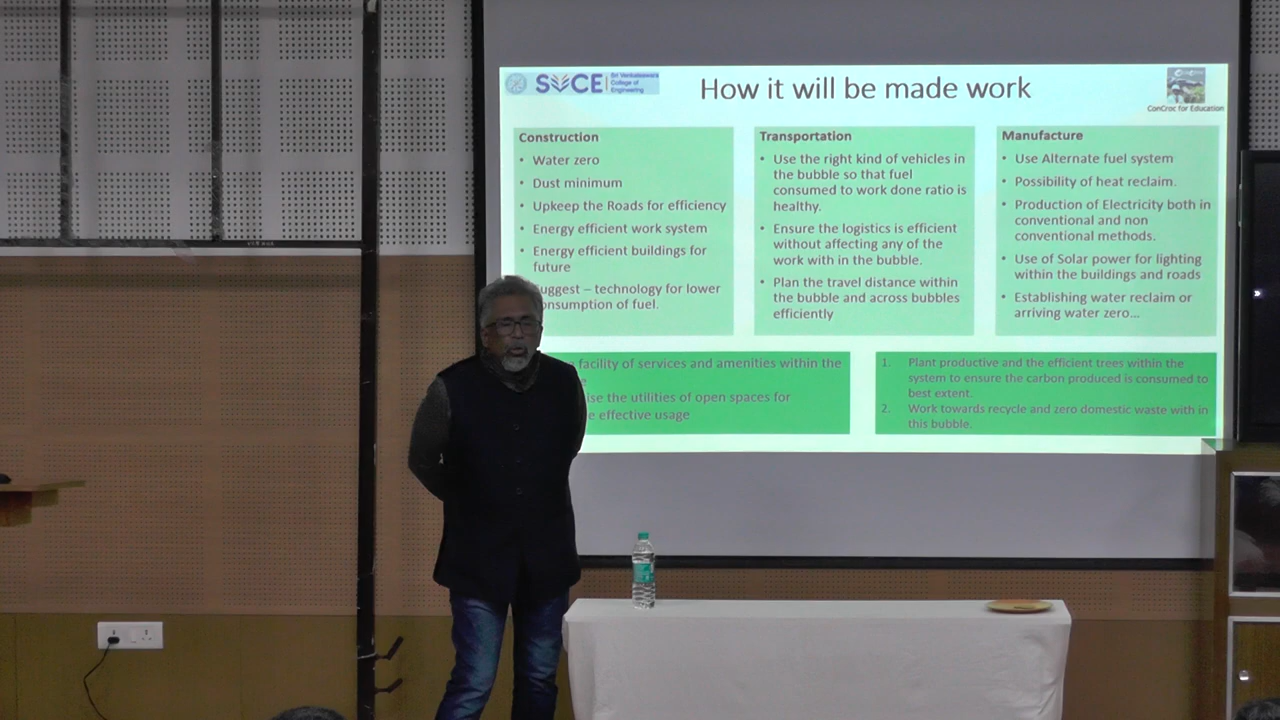 SVCE
Sri Venkateswara
College of
Engineering
How it will be made work
ConCroc for Education
Construction
• Water zero
• Dust minimum
• Upkeep the Roads for efficiency
• Energy efficient work system
• Energy efficient buildings for
future
uggest – technology for lower
onsumption of fuel.
Transportation
• Use the right kind of vehicles in
the bubble so that fuel
consumed to work done ratio is
healthy.
• Ensure the logistics is efficient
without affecting any of the
work with in the bubble.
• Plan the travel distance within
the bubble and across bubbles
efficiently
Manufacture
• Use Alternate fuel system
• Possibility of heat reclaim.
• Production of Electricity both in
conventional and non
conventional methods.
• Use of Solar power for lighting
within the buildings and roads
• Establishing water reclaim or
arriving water zero...
facility of services and amenities within the
ise the utilities of open spaces for
e effective usage
1. Plant productive and the efficient trees within the
system to ensure the carbon produced is consumed to
best extent.
2. Work towards recycle and zero domestic waste with in
this bubble.